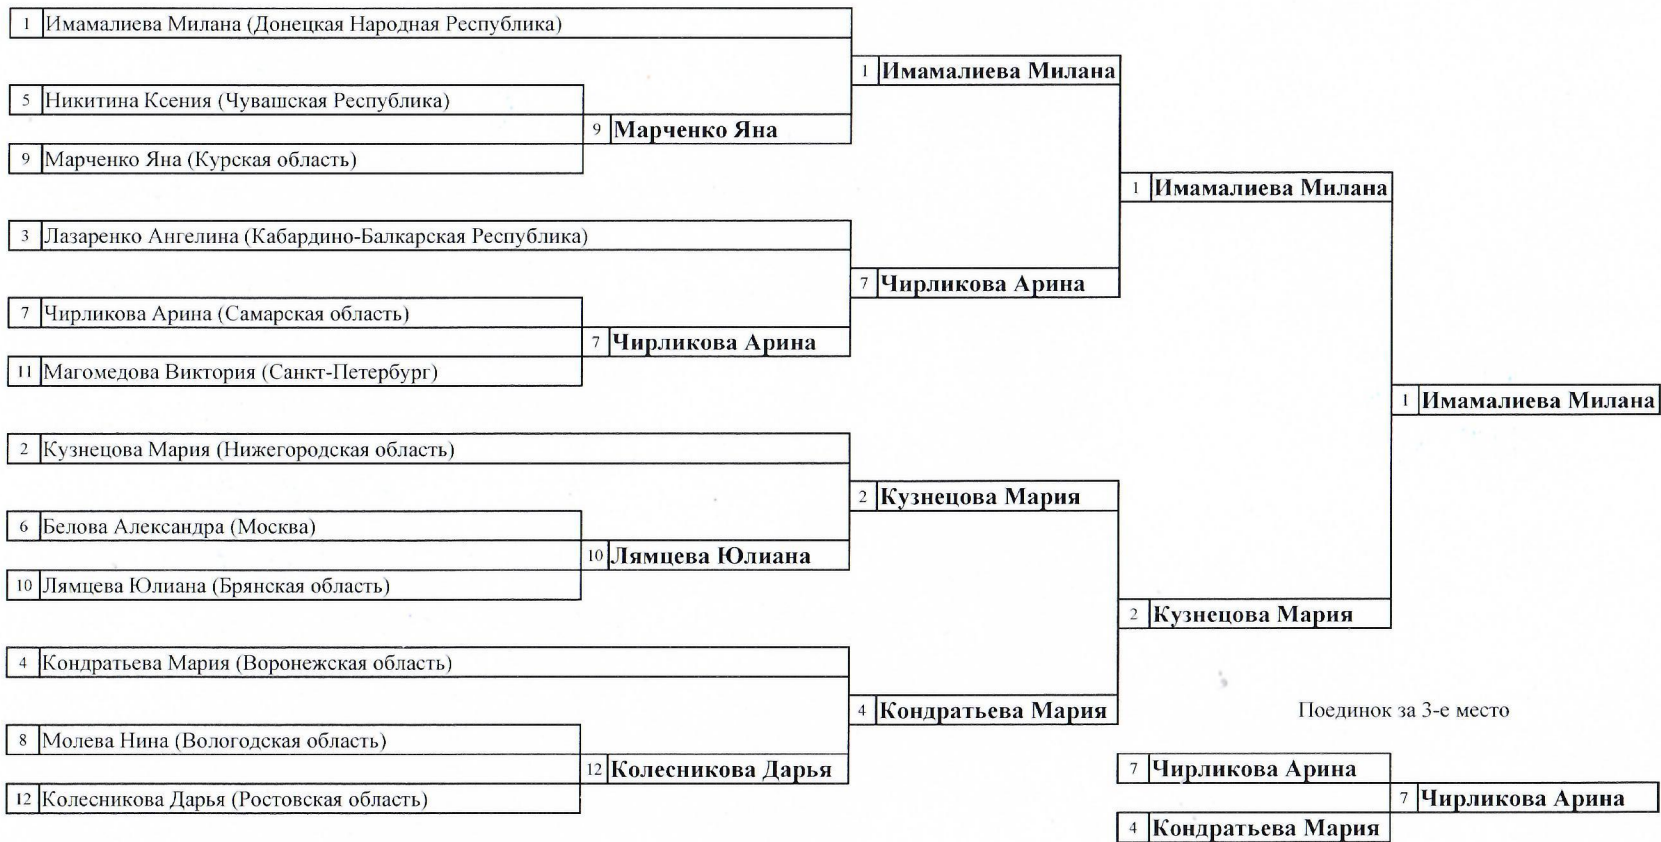 1 Имамалиева Милана (Донецкая Народная Республика)
1 Имамалиева Милана
5 Никитина Ксения (Чувашская Республика)
9 Марченко Яна
9 Марченко Яна (Курская область)
1 Имамалиева Милана
3 Лазаренко Ангелина (Кабардино-Балкарская Республика)
7 Чирликова Арина
7 Чирликова Арина (Самарская область)
7 Чирликова Арина
11 Магомедова Виктория (Санкт-Петербург)
1 Имамалиева Милана
2 Кузнецова Мария (Нижегородская область)
2 Кузнецова Мария
6 Белова Александра (Москва)
10 Лямцева Юлиана
10 Лямцева Юлиана (Брянская область)
2 Кузнецова Мария
4 Кондратьева Мария (Воронежская область)
4 Кондратьева Мария
Поединок за 3-е место
8 Молева Нина (Вологодская область)
12 Колесникова Дарья
7 Чирликова Арина
12 Колесникова Дарья (Ростовская область)
7 Чирликова Арина
4 Кондратьева Мария